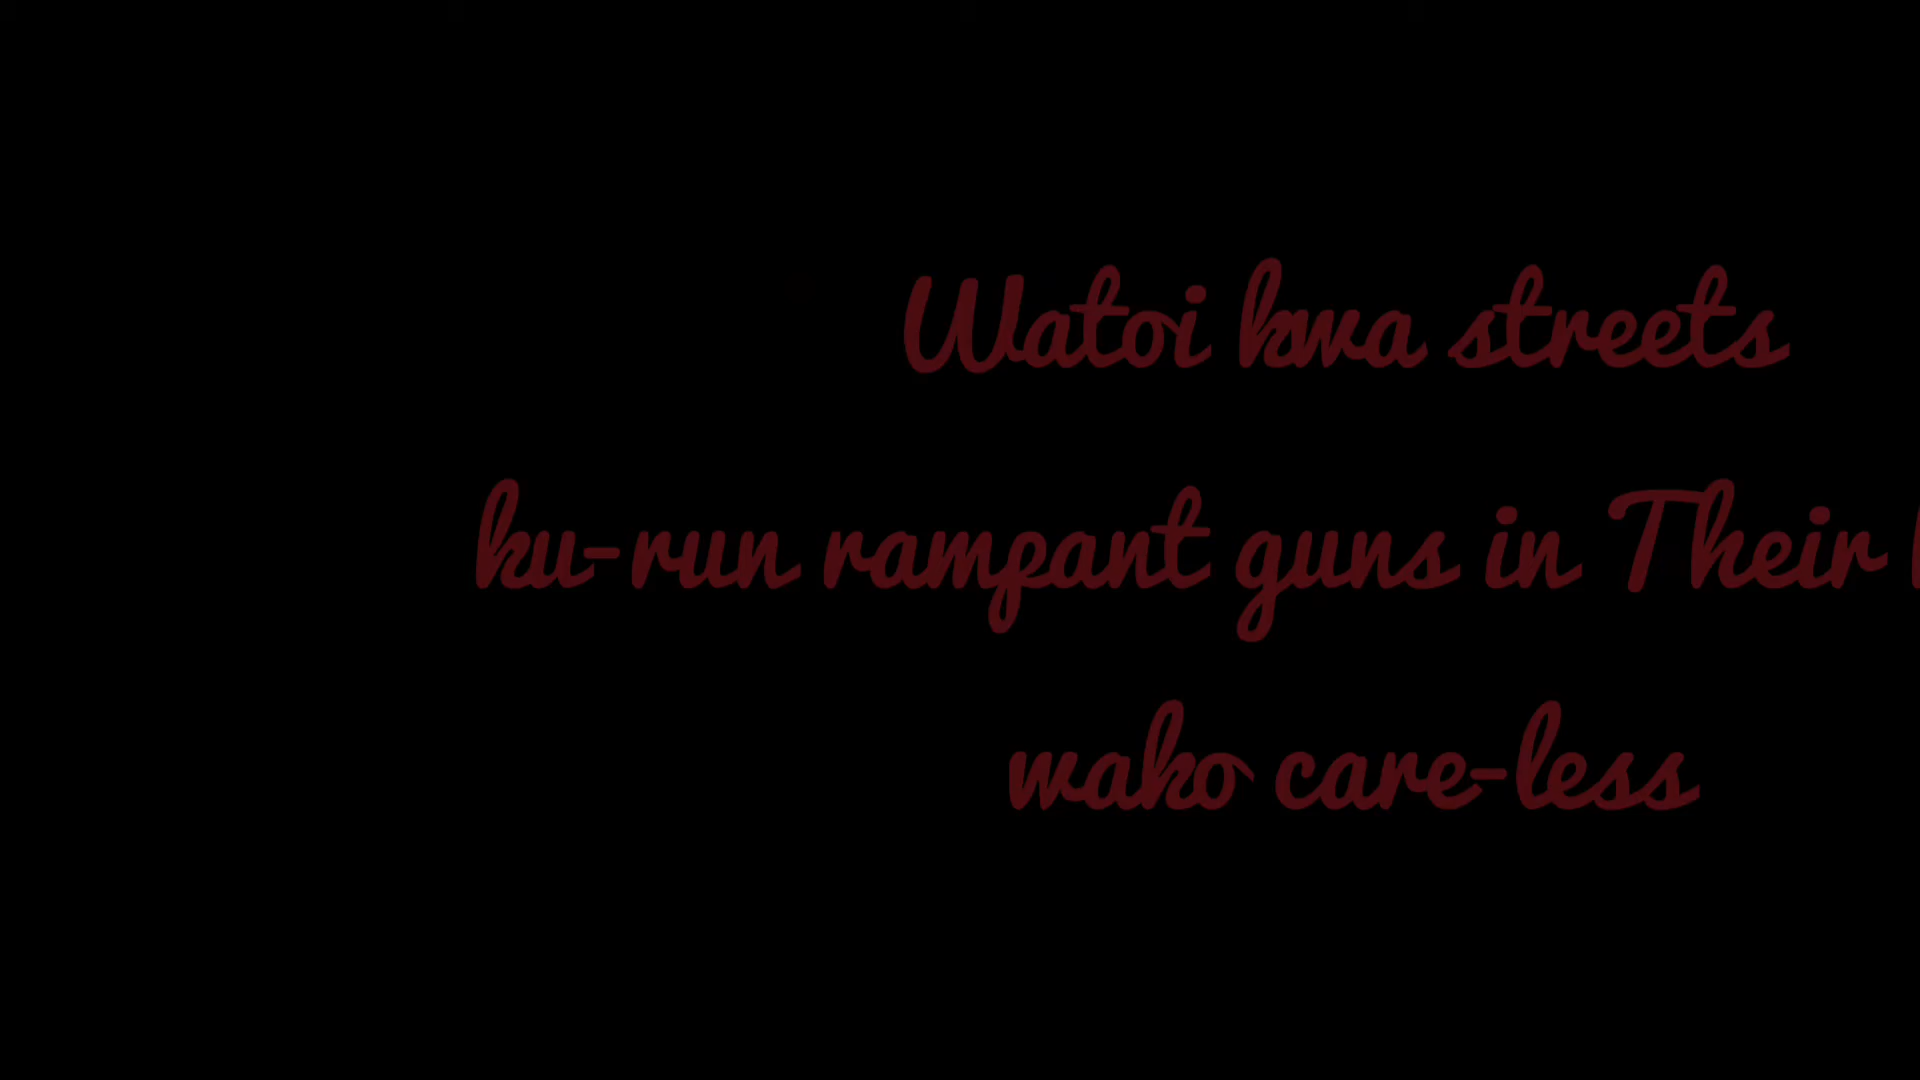 Watoi kwa streets
ku-run rampant guns in Their
wako care-less